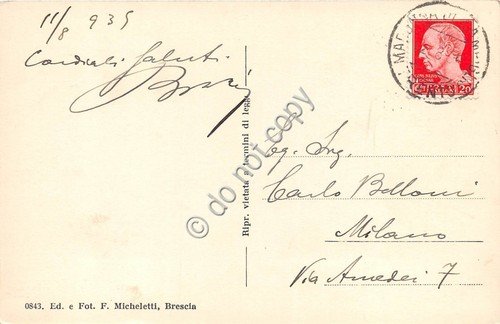 11/8 935
Cordiali Saluti
Eg. Ing.
Carlo Belloni
Milano
Via Amedei 7
Ripr. vietata a termini di legge
0843. Ed. e Fot. F. Micheletti, Brescia
© do not copy